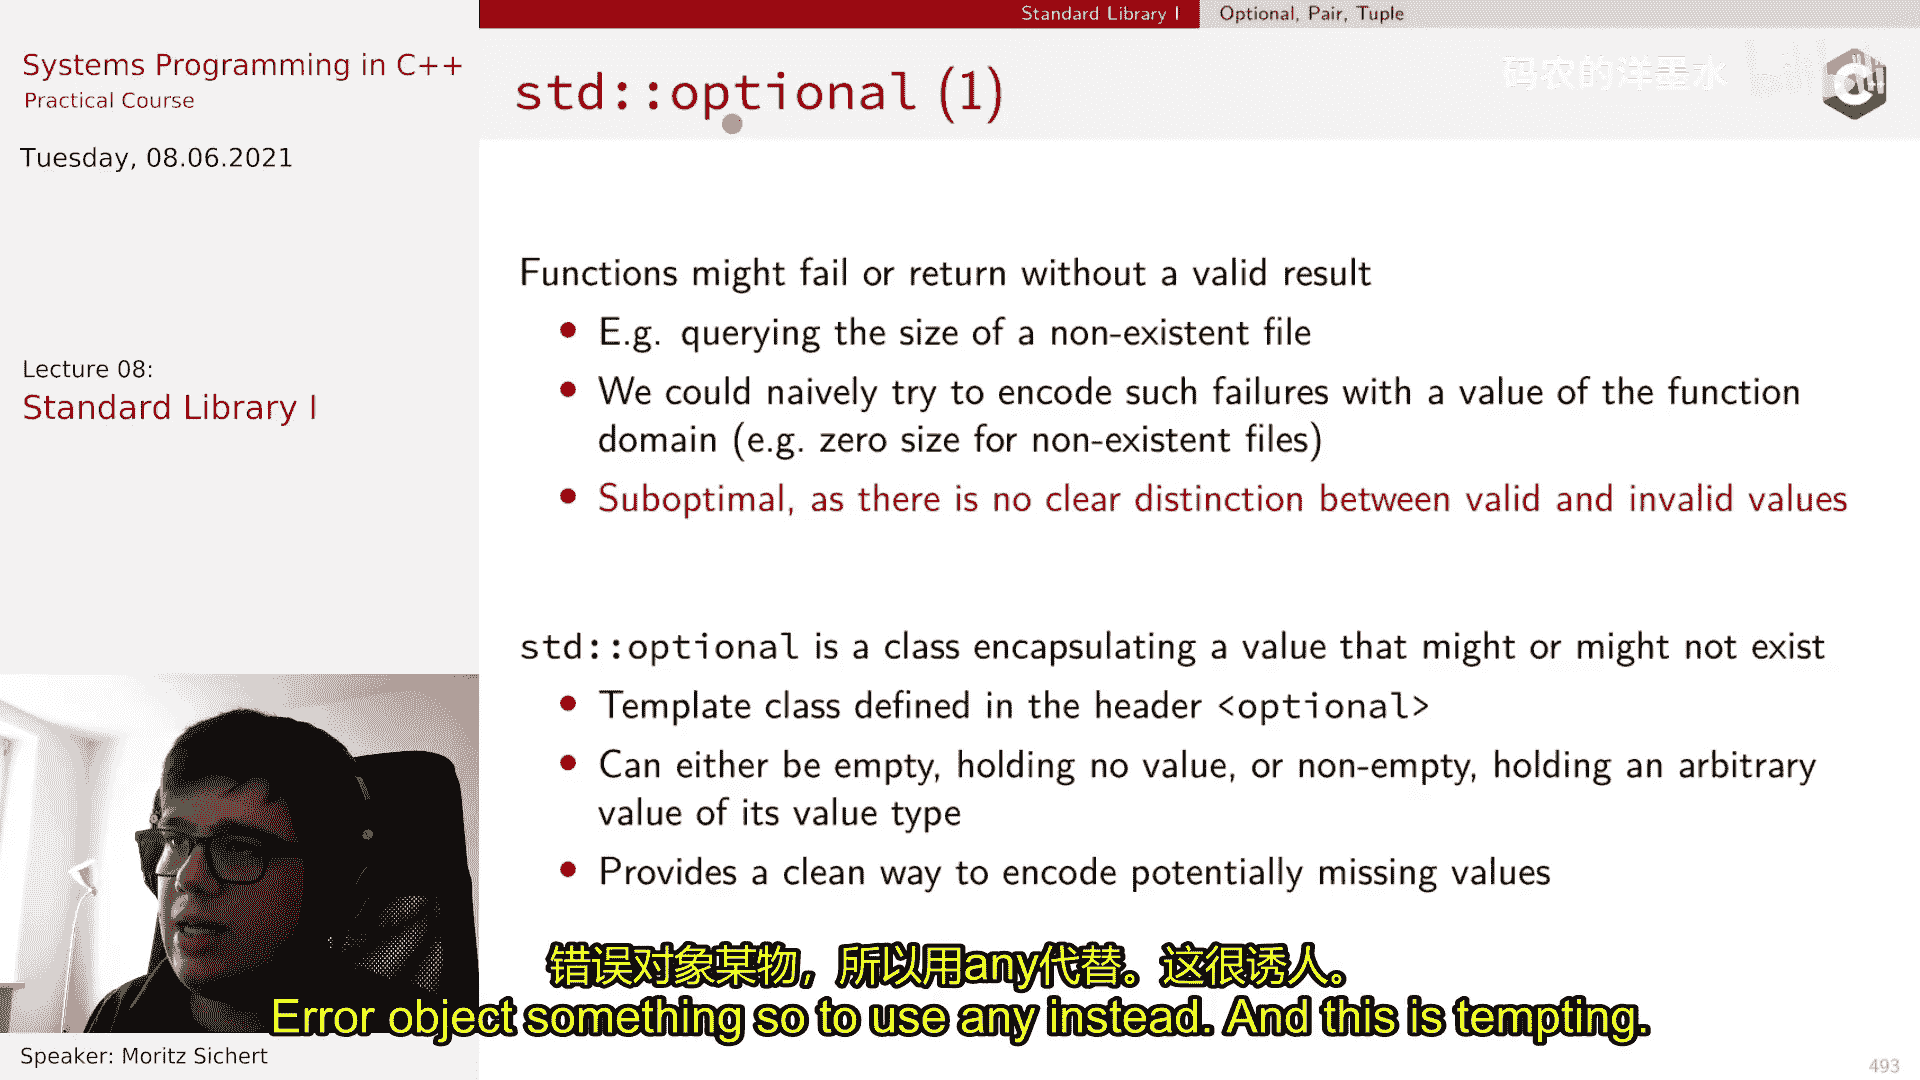 Standard Library I
Optional, Pair, Tuple
Systems Programming in C++
Practical Course
Tuesday, 08.06.2021
Lecture 08:
Standard Library I
std::optional (1)
码农的洋墨水
Functions might fail or return without a valid result
• E.g. querying the size of a non-existent file
• We could naively try to encode such failures with a value of the function
domain (e.g. zero size for non-existent files)
• Suboptimal, as there is no clear distinction between valid and invalid values
std::optional is a class encapsulating a value that might or might not exist
• Template class defined in the header <optional>
• Can either be empty, holding no value, or non-empty, holding an arbitrary
value of its value type
• Provides a clean way to encode potentially missing values
错误对象某物，所以用any代替。这很诱人。
Error object something so to use any instead. And this is tempting.
Speaker: Moritz Sichert
493